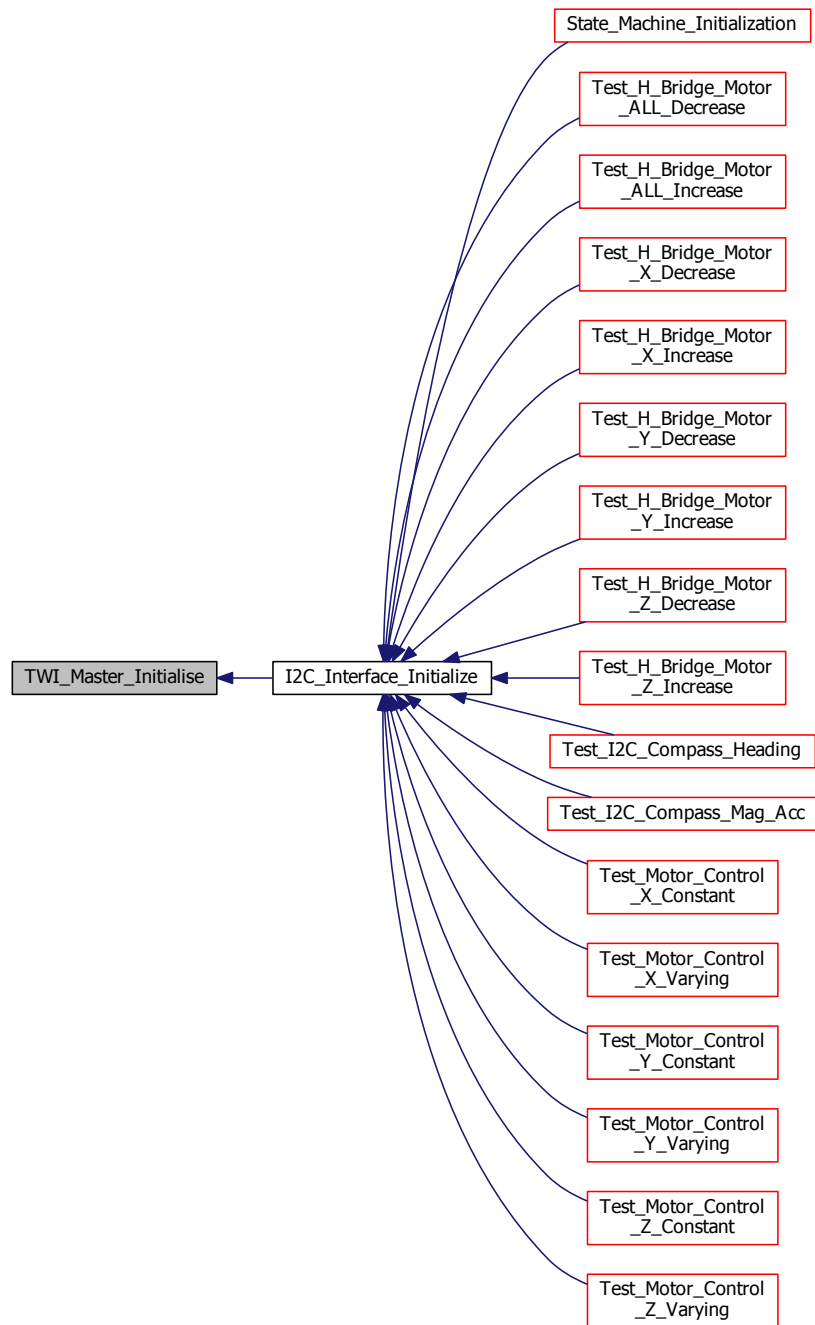 State_Machine_Initialization
Test_H_Bridge_Motor
_ALL_Decrease
Test_H_Bridge_Motor
_ALL_Increase
Test_H_Bridge_Motor
_X_Decrease
Test_H_Bridge_Motor
_X_Increase
Test_H_Bridge_Motor
_Y_Decrease
Test_H_Bridge_Motor
_Y_Increase
Test_H_Bridge_Motor
_Z_Decrease
TWI_Master_Initialise
I2C_Interface_Initialize
Test_H_Bridge_Motor
_Z_Increase
Test_I2C_Compass_Heading
Test_I2C_Compass_Mag_Acc
Test_Motor_Control
_X_Constant
Test_Motor_Control
_X_Varying
Test_Motor_Control
_Y_Constant
Test_Motor_Control
_Y_Varying
Test_Motor_Control
_Z_Constant
Test_Motor_Control
_Z_Varying